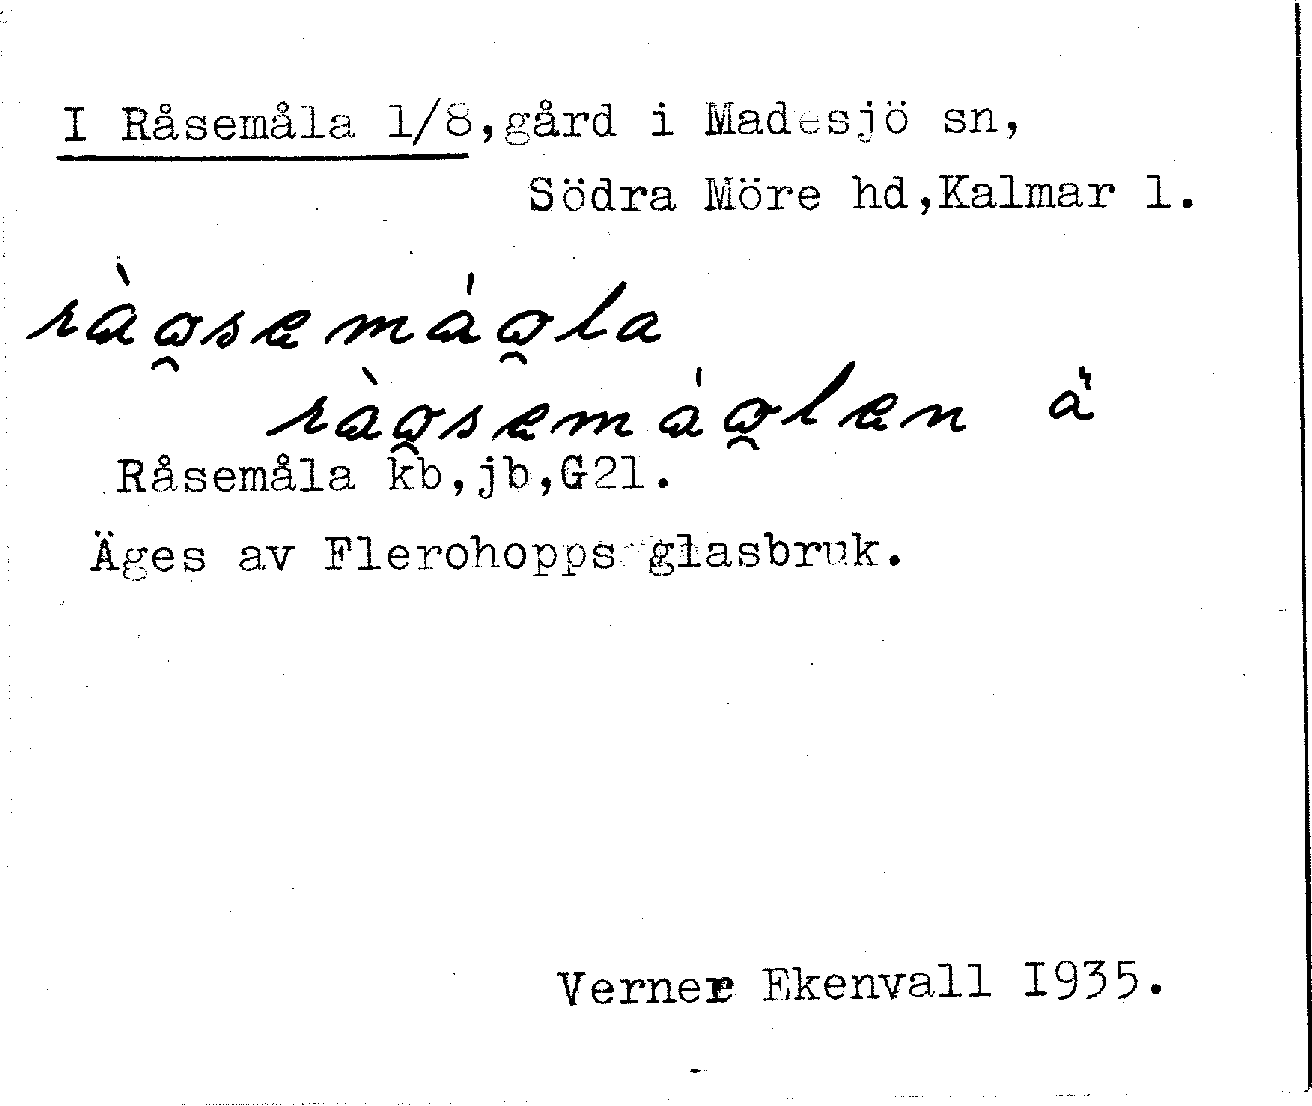 I Råsemåla 1/8,gård i Madesjö sn,
Södra Möre hd,Kalmar l.
Råsemåla kb,jb,G21.
Äges av Flerohopps glasbruk.
Verner Ekenvall I935.